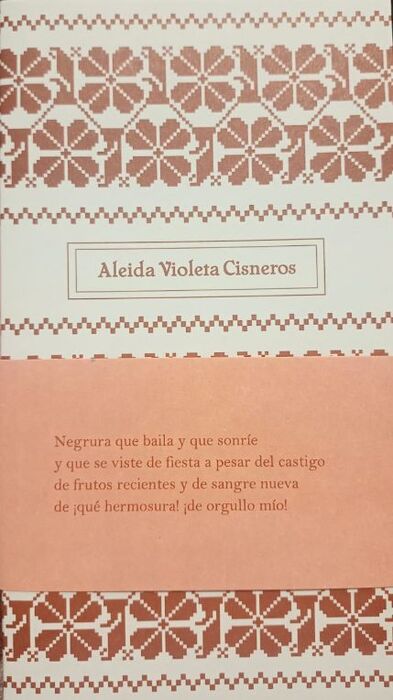 Aleida Violeta Cisneros
Negrura que baila y que sonríe
y que se viste de fiesta a pesar del castigo
de frutos recientes y de sangre nueva
de ¡qué hermosura! ¡de orgullo mío!